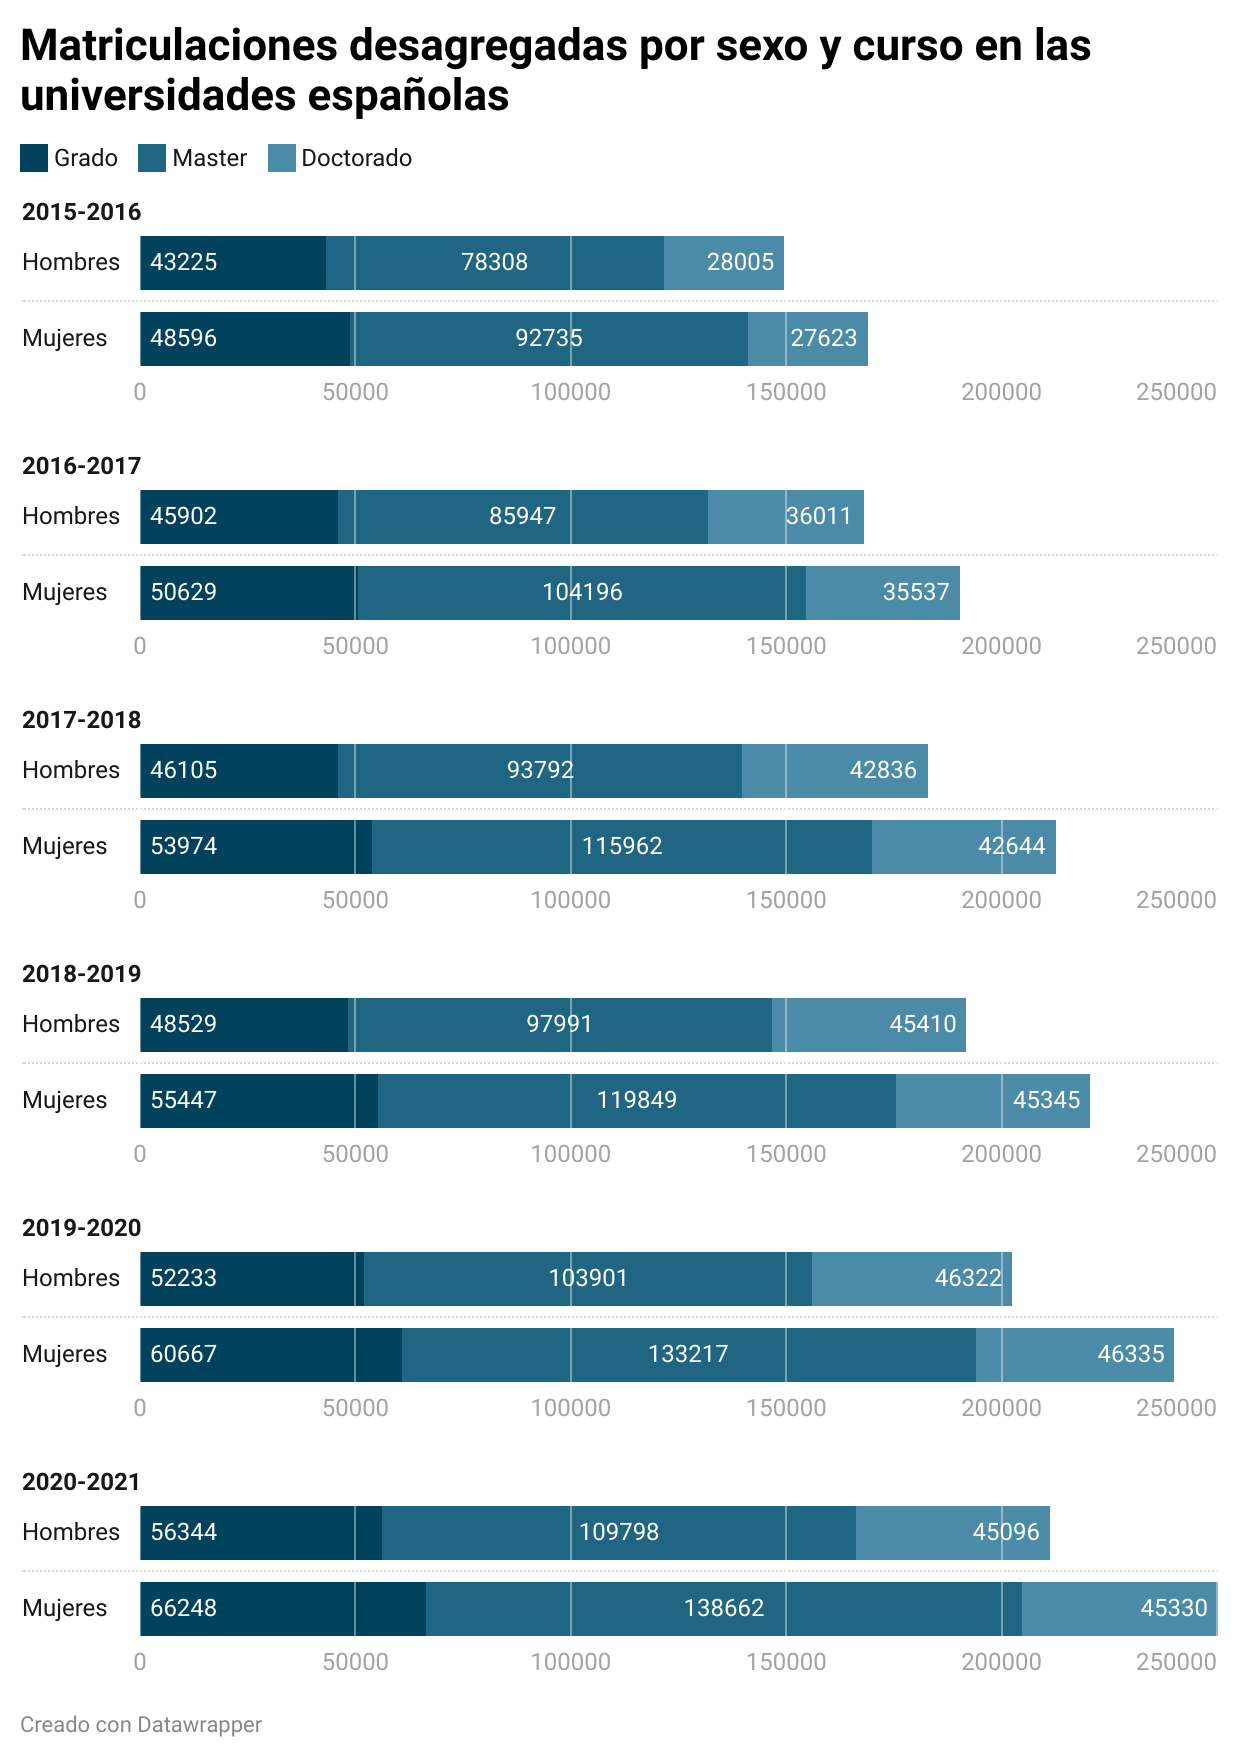 Matriculaciones desagregadas por sexo y curso en las
universidades españolas
Grado Master Doctorado
2015-2016
Hombres 43225 78308 28005
Mujeres 48596 92735 27623
0 50000 100000 150000 200000 250000
2016-2017
Hombres 45902 85947 36011
Mujeres 50629 104196 35537
0 50000 100000 150000 200000 250000
2017-2018
Hombres 46105 93792 42836
Mujeres 53974 115962 42644
0 50000 100000 150000 200000 250000
2018-2019
Hombres 48529 97991 45410
Mujeres 55447 119849 45345
0 50000 100000 150000 200000 250000
2019-2020
Hombres 52233 103901 46322
Mujeres 60667 133217 46335
0 50000 100000 150000 200000 250000
2020-2021
Hombres 56344 109798 45096
Mujeres 66248 138662 45330
0 50000 100000 150000 200000 250000
Creado con Datawrapper